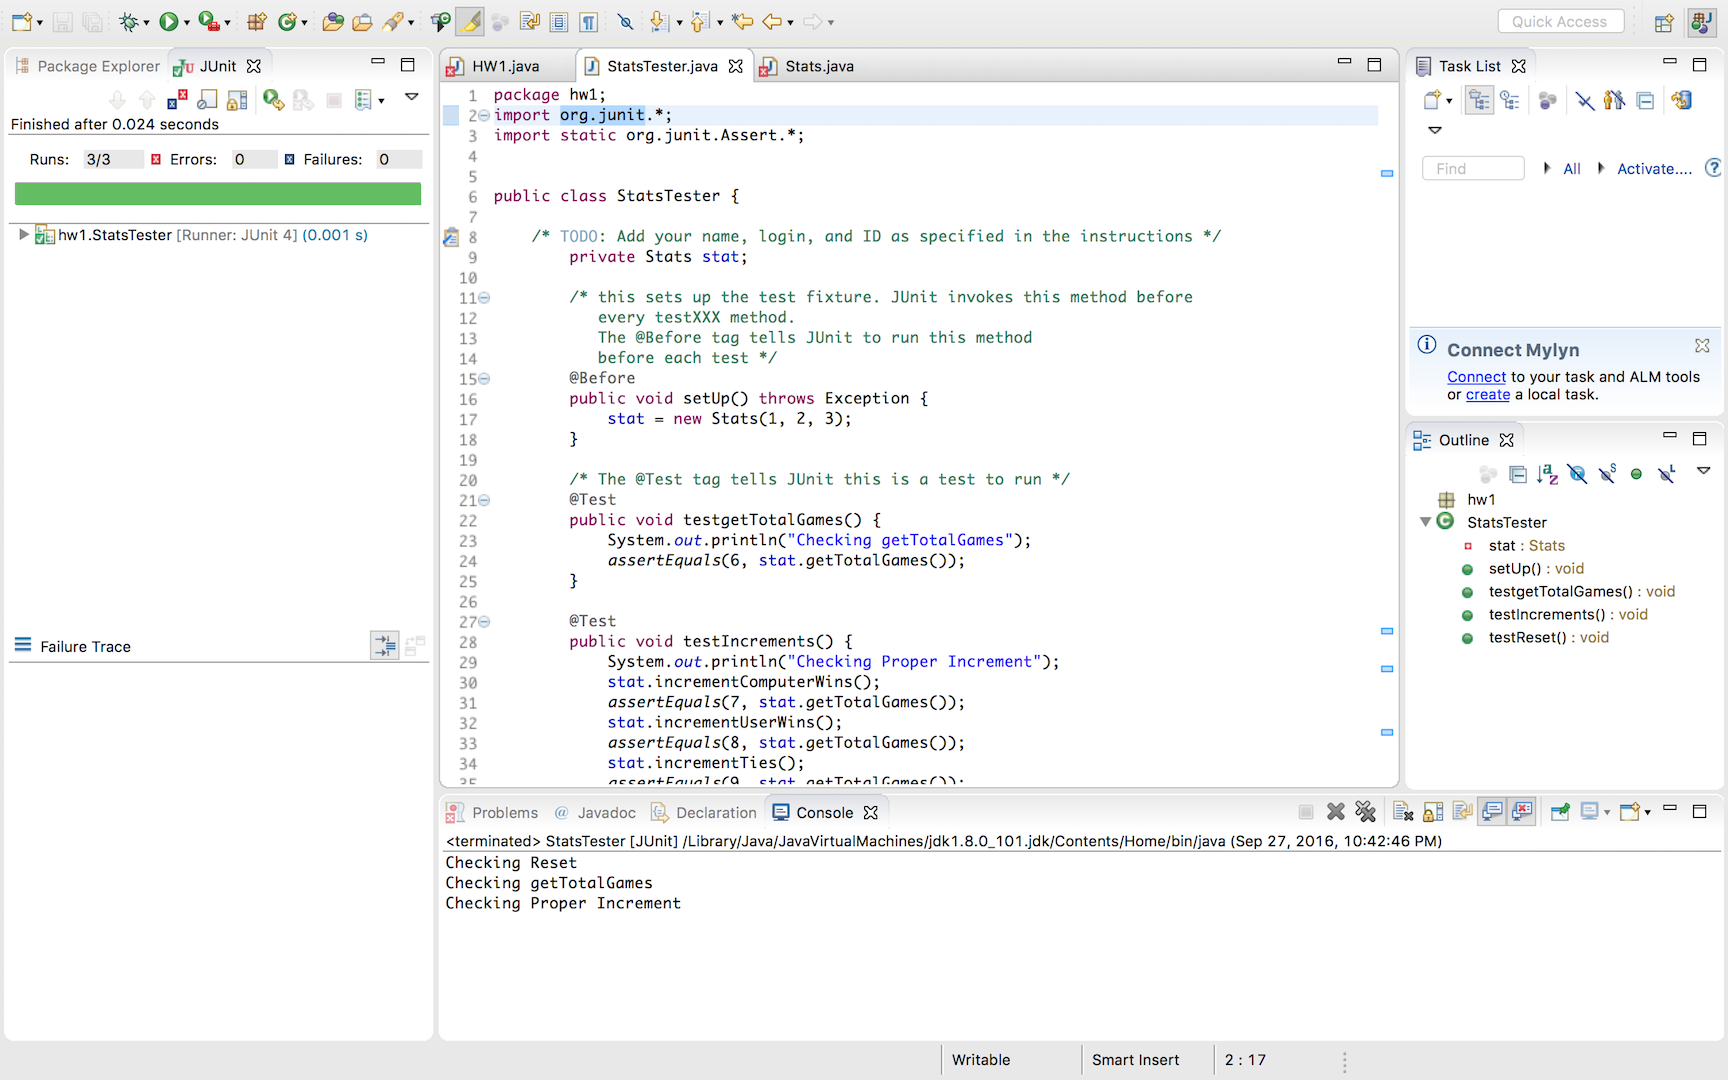 Quick Access
Package Explorer
JUnit
Finished after 0.024 seconds
Runs: 3/3 Errors: 0 Failures: 0
hw1.StatsTester [Runner: JUnit 4] (0.001 s)
Failure Trace
HW1.java
StatsTester.java
Stats.java
1 package hw1;
2 import org.junit.*;
3 import static org.junit.Assert.*;
4
5
6 public class StatsTester {
7
8 /* TODO: Add your name, login, and ID as specified in the instructions */
9 private Stats stat;
10
11 /* this sets up the test fixture. JUnit invokes this method before
12 every testXXX method.
13 The @Before tag tells JUnit to run this method
14 before each test */
15 @Before
16 public void setUp() throws Exception {
17 stat = new Stats(1, 2, 3);
18 }
19
20 /* The @Test tag tells JUnit this is a test to run */
21 @Test
22 public void testgetTotalGames() {
23 System.out.println("Checking getTotalGames");
24 assertEquals(6, stat.getTotalGames());
25 }
26
27 @Test
28 public void testIncrements() {
29 System.out.println("Checking Proper Increment");
30 stat.incrementComputerWins();
31 assertEquals(7, stat.getTotalGames());
32 stat.incrementUserWins();
33 assertEquals(8, stat.getTotalGames());
34 stat.incrementTies();
35 assertEquals(9, stat.getTotalGames());
Task List
Find
All
Activate....
Connect Mylyn
Connect to your task and ALM tools
or create a local task.
Outline
hw1
StatsTester
stat : Stats
setUp() : void
testgetTotalGames() : void
testIncrements() : void
testReset() : void
Problems
@ Javadoc
Declaration
Console
<terminated> StatsTester [JUnit] /Library/Java/JavaVirtualMachines/jdk1.8.0_101.jdk/Contents/Home/bin/java (Sep 27, 2016, 10:42:46 PM)
Checking Reset
Checking getTotalGames
Checking Proper Increment
Writable
Smart Insert
2 : 17